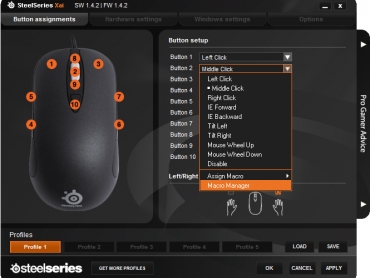 SteelSeries Xai SW 1.4.2 | FW 1.4.2
Button assignments Hardware settings Windows settings Options
Button setup
Button 1 Left Click
Button 2 Middle Click
Button 3
Button 4
Button 5
Button 6
Button 7
Button 8
Button 9
Button 10
Left Click
• Middle Click
Right Click
IE Forward
IE Backward
Tilt Left
Tilt Right
Mouse Wheel Up
Mouse Wheel Down
Disable
Assign Macro
Macro Manager
Left/Right
1
8
2
9
3
10
5
4
7
6
Pro Gamer Advice
Profiles
Profile 1 Profile 2 Profile 3 Profile 4 Profile 5 LOAD SAVE
steelseries GET MORE PROFILES OK CANCEL APPLY